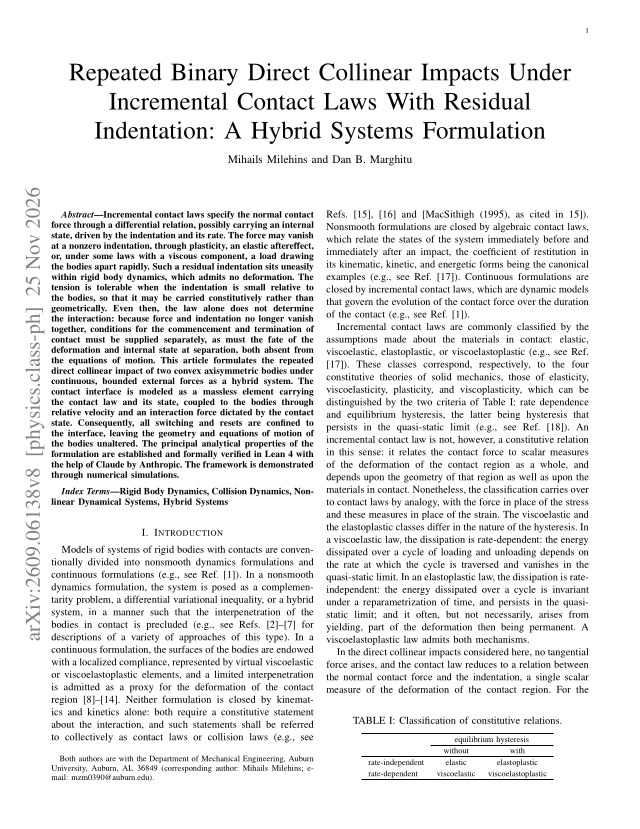 1
Repeated Binary Direct Collinear Impacts Under
Incremental Contact Laws With Residual
Indentation: A Hybrid Systems Formulation
Mihails Milehins and Dan B. Marghitu
arXiv:2609.06138v8 [physics.class-ph] 25 Nov 2026
Abstract—Incremental contact laws specify the normal contact
force through a differential relation, possibly carrying an internal
state, driven by the indentation and its rate. The force may vanish
at a nonzero indentation, through plasticity, an elastic aftereffect,
or, under some laws with a viscous component, a load drawing
the bodies apart rapidly. Such a residual indentation sits uneasily
within rigid body dynamics, which admits no deformation. The
tension is tolerable when the indentation is small relative to
the bodies, so that it may be carried constitutively rather than
geometrically. Even then, the law alone does not determine
the interaction: because force and indentation no longer vanish
together, conditions for the commencement and termination of
contact must be supplied separately, as must the fate of the
deformation and internal state at separation, both absent from
the equations of motion. This article formulates the repeated
direct collinear impact of two convex axisymmetric bodies under
continuous, bounded external forces as a hybrid system. The
contact interface is modeled as a massless element carrying
the contact law and its state, coupled to the bodies through
relative velocity and an interaction force dictated by the contact
state. Consequently, all switching and resets are confined to
the interface, leaving the geometry and equations of motion of
the bodies unaltered. The principal analytical properties of the
formulation are established and formally verified in Lean 4 with
the help of Claude by Anthropic. The framework is demonstrated
through numerical simulations.
Index Terms—Rigid Body Dynamics, Collision Dynamics, Non-
linear Dynamical Systems, Hybrid Systems
I. INTRODUCTION
Models of systems of rigid bodies with contacts are conven-
tionally divided into nonsmooth dynamics formulations and
continuous formulations (e.g., see Ref. [1]). In a nonsmooth
dynamics formulation, the system is posed as a complemen-
tarity problem, a differential variational inequality, or a hybrid
system, in a manner such that the interpenetration of the
bodies in contact is precluded (e.g., see Refs. [2]–[7] for
descriptions of a variety of approaches of this type). In a
continuous formulation, the surfaces of the bodies are endowed
with a localized compliance, represented by virtual viscoelastic
or viscoelastoplastic elements, and a limited interpenetration
is admitted as a proxy for the deformation of the contact
region [8]–[14]. Neither formulation is closed by kinemat-
ics and kinetics alone: both require a constitutive statement
about the interaction, and such statements shall be referred
to collectively as contact laws or collision laws (e.g., see
Both authors are with the Department of Mechanical Engineering, Auburn
University, Auburn, AL 36849 (corresponding author: Mihails Milehins; e-
mail: mzm0390@auburn.edu).
Refs. [15], [16] and [MacSithigh (1995), as cited in 15]).
Nonsmooth formulations are closed by algebraic contact laws,
which relate the states of the system immediately before and
immediately after an impact, the coefficient of restitution in
its kinematic, kinetic, and energetic forms being the canonical
examples (e.g., see Ref. [17]). Continuous formulations are
closed by incremental contact laws, which are dynamic models
that govern the evolution of the contact force over the duration
of the contact (e.g., see Ref. [1]).
Incremental contact laws are commonly classified by the
assumptions made about the materials in contact: elastic,
viscoelastic, elastoplastic, or viscoelastoplastic (e.g., see Ref.
[17]). These classes correspond, respectively, to the four
constitutive theories of solid mechanics, those of elasticity,
viscoelasticity, plasticity, and viscoplasticity, which can be
distinguished by the two criteria of Table I: rate dependence
and equilibrium hysteresis, the latter being hysteresis that
persists in the quasi-static limit (e.g., see Ref. [18]). An
incremental contact law is not, however, a constitutive relation
in this sense: it relates the contact force to scalar measures
of the deformation of the contact region as a whole, and
depends upon the geometry of that region as well as upon the
materials in contact. Nonetheless, the classification carries over
to contact laws by analogy, with the force in place of the stress
and these measures in place of the strain. The viscoelastic and
the elastoplastic classes differ in the nature of the hysteresis. In
a viscoelastic law, the dissipation is rate-dependent: the energy
dissipated over a cycle of loading and unloading depends on
the rate at which the cycle is traversed and vanishes in the
quasi-static limit. In an elastoplastic law, the dissipation is rate-
independent: the energy dissipated over a cycle is invariant
under a reparametrization of time, and persists in the quasi-
static limit; and it often, but not necessarily, arises from
yielding, part of the deformation then being permanent. A
viscoelastoplastic law admits both mechanisms.
In the direct collinear impacts considered here, no tangential
force arises, and the contact law reduces to a relation between
the normal contact force and the indentation, a single scalar
measure of the deformation of the contact region. For the
TABLE I: Classification of constitutive relations.
equilibrium hysteresis
without with
rate-independent elastic elastoplastic
rate-dependent viscoelastic viscoelastoplastic